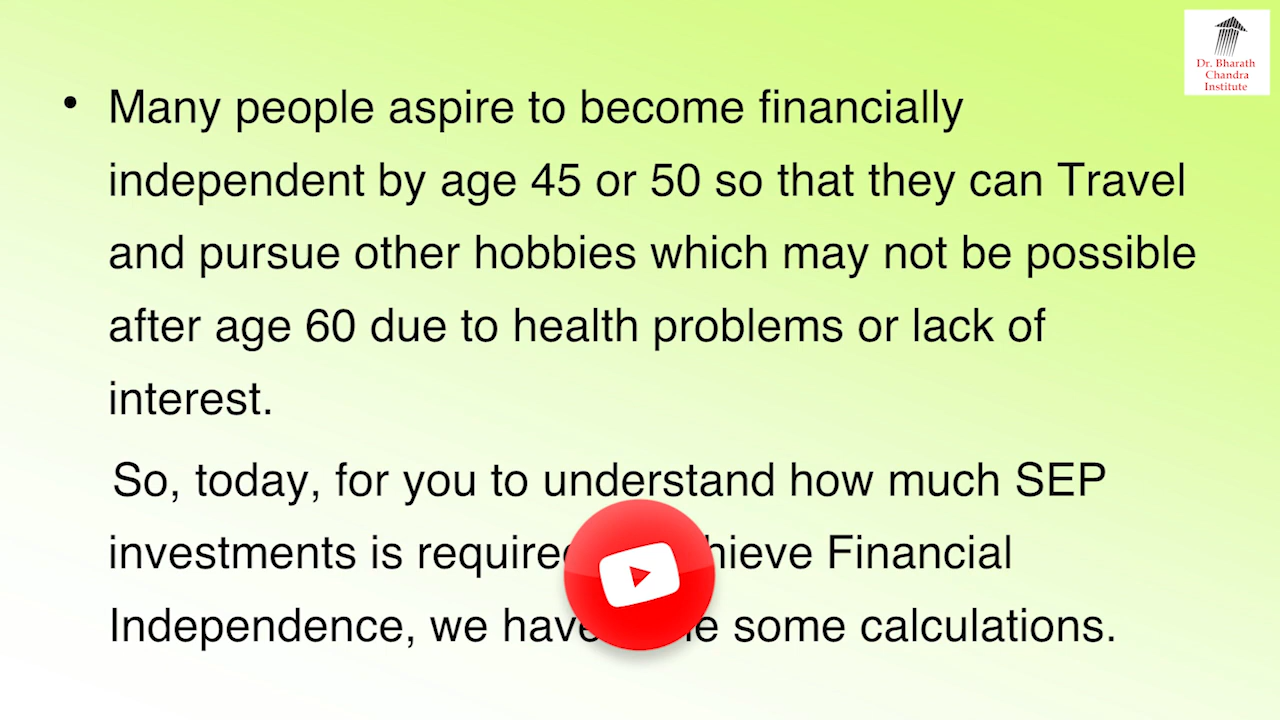 Dr. Bharath
Chandra
Institute
• Many people aspire to become financially
independent by age 45 or 50 so that they can Travel
and pursue other hobbies which may not be possible
after age 60 due to health problems or lack of
interest.
So, today, for you to understand how much SEP
investments is Financial
Independence, we some calculations.